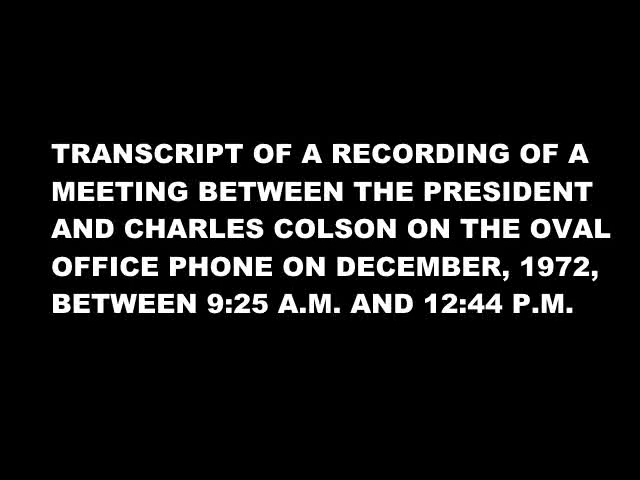 TRANSCRIPT OF A RECORDING OF A
MEETING BETWEEN THE PRESIDENT
AND CHARLES COLSON ON THE OVAL
OFFICE PHONE ON DECEMBER, 1972,
BETWEEN 9:25 A.M. AND 12:44 P.M.